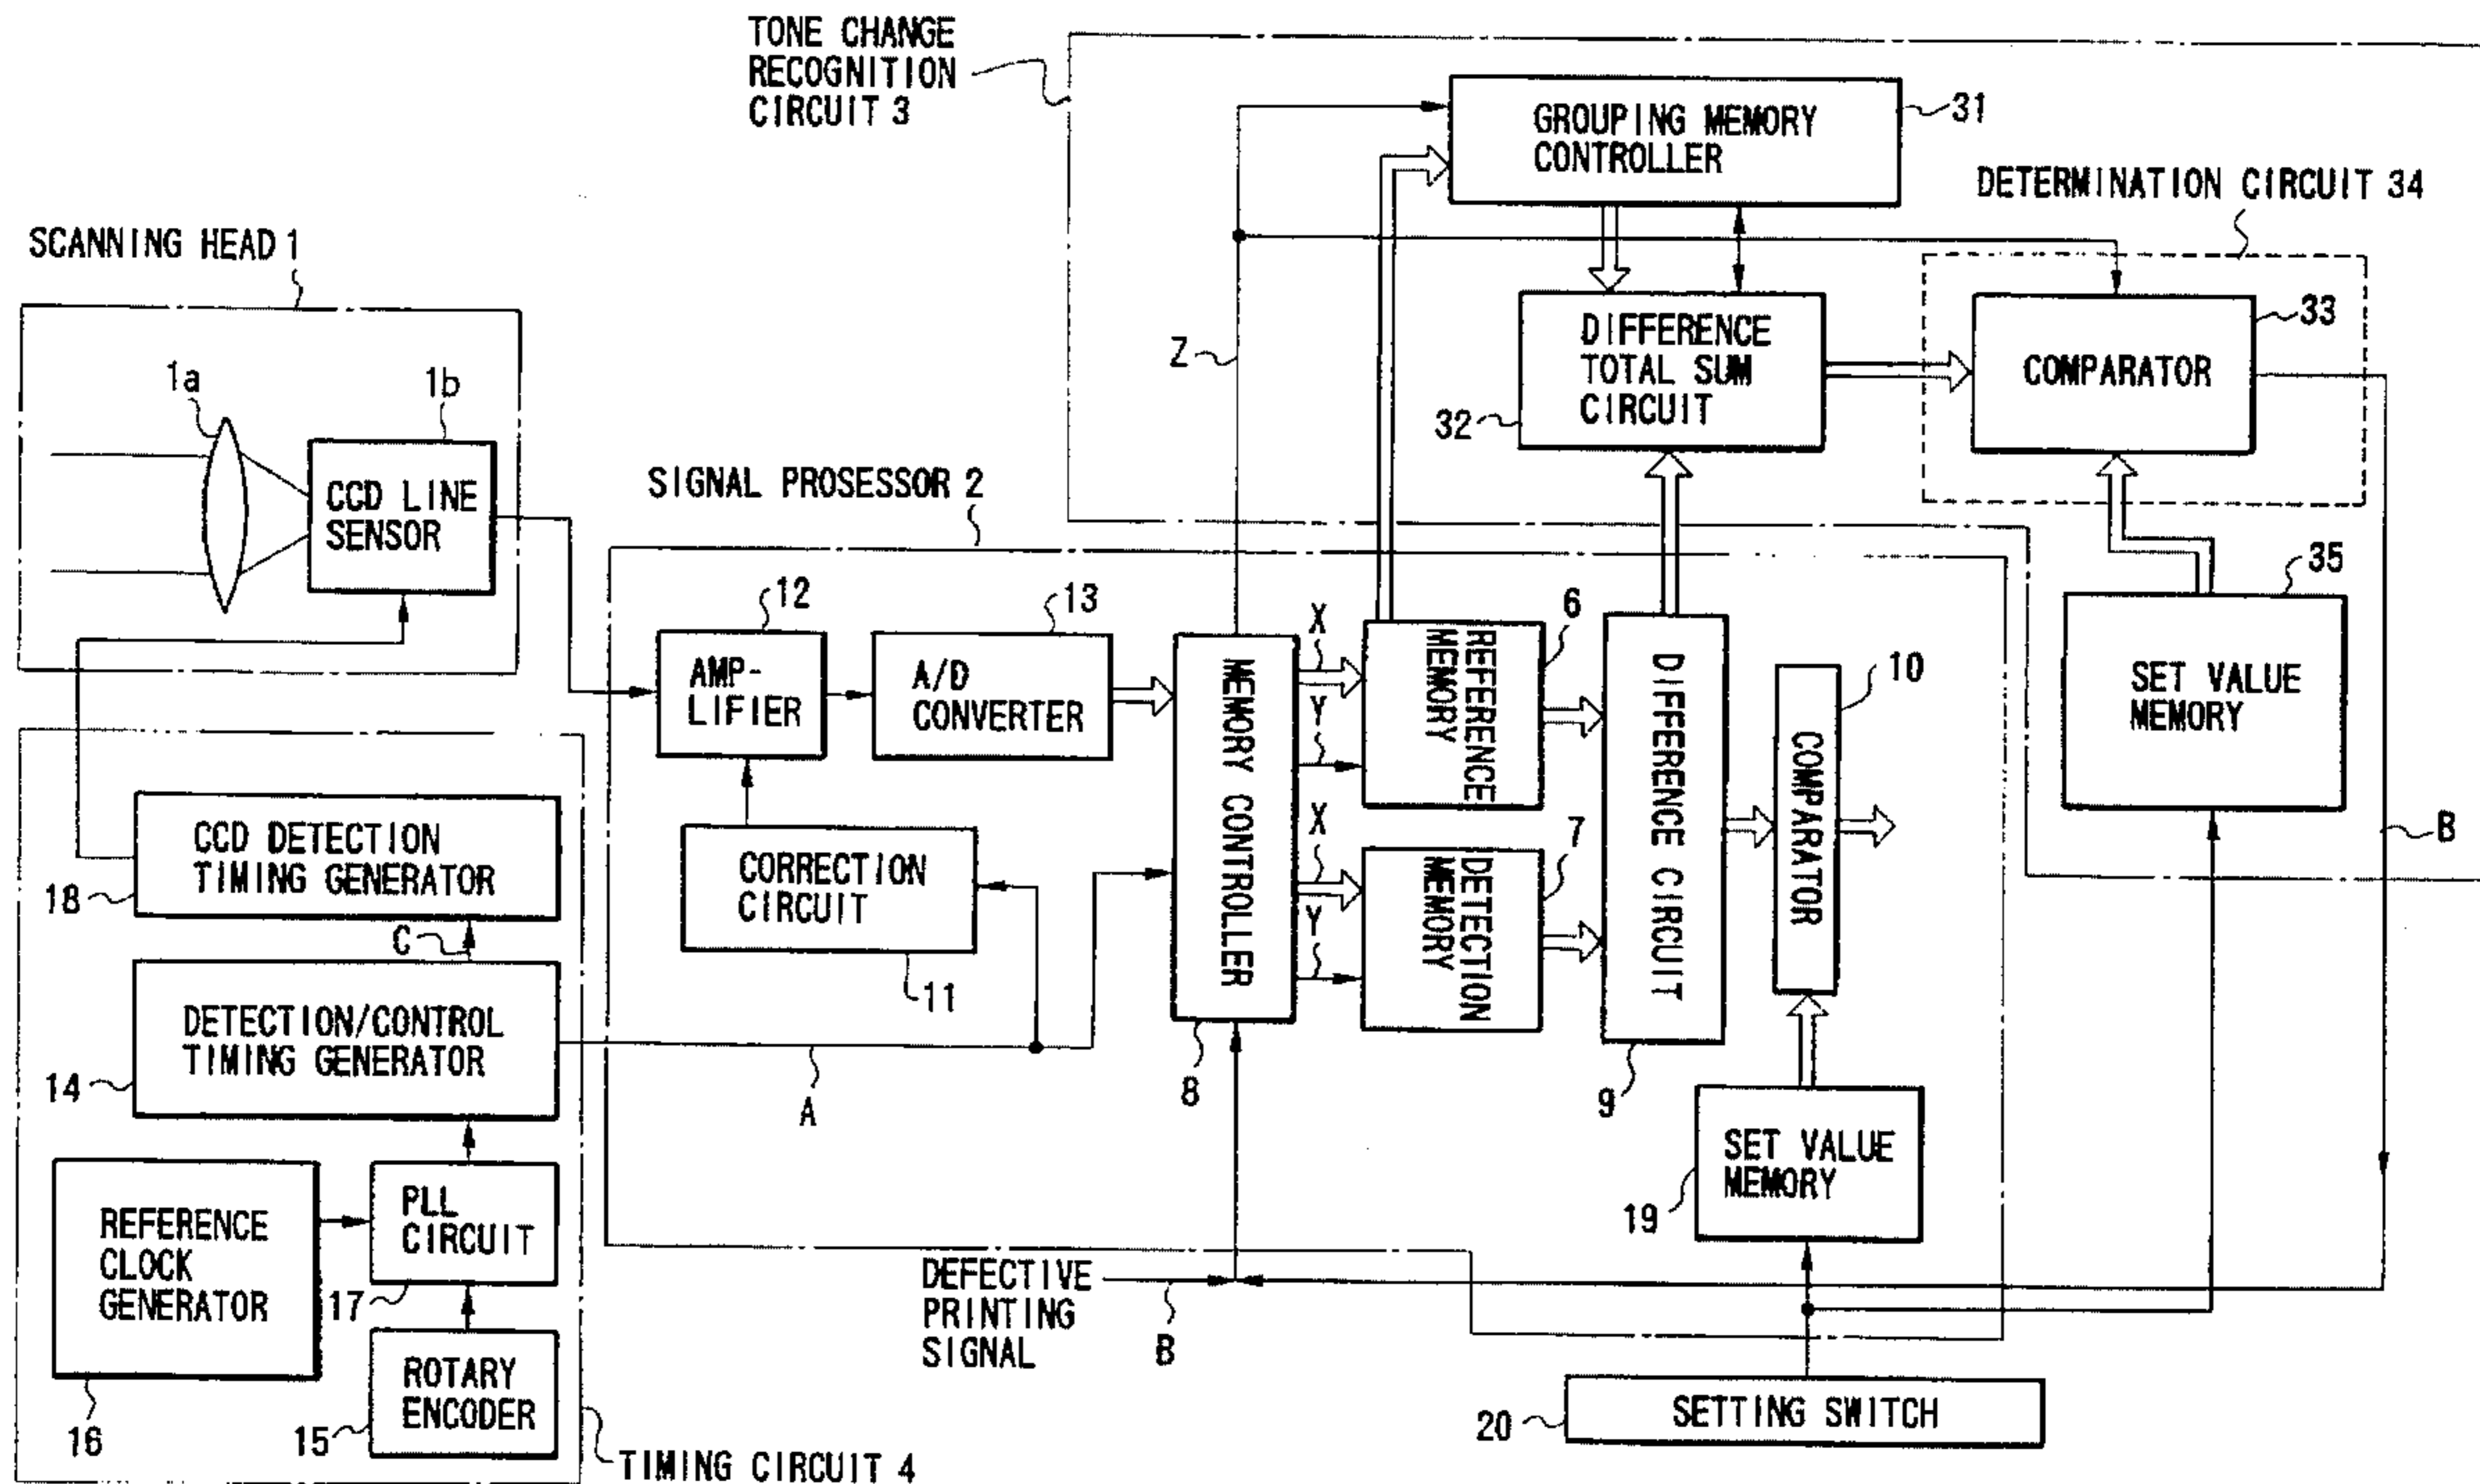 TONE CHANGE
RECOGNITION
CIRCUIT 3
GROUPING MEMORY
CONTROLLER
31
DETERMINATION CIRCUIT 34
SCANNING HEAD 1
1a
1b
CCD LINE
SENSOR
Z
DIFFERENCE
TOTAL SUM
CIRCUIT
32
COMPARATOR
33
SIGNAL PROSESSOR 2
12
AMP-
LIFIER
13
A/D
CONVERTER
MEMORY CONTROLLER
8
X
Y
REFERENCE
MEMORY
6
X
Y
DETECTION
MEMORY
7
DIFFERENCE CIRCUIT
9
COMPARATOR
10
35
SET VALUE
MEMORY
B
CORRECTION
CIRCUIT
11
CCD DETECTION
TIMING GENERATOR
18
C
DETECTION/CONTROL
TIMING GENERATOR
14
A
REFERENCE
CLOCK
GENERATOR
16
PLL
CIRCUIT
17
ROTARY
ENCODER
15
TIMING CIRCUIT 4
SET VALUE
MEMORY
19
DEFECTIVE
PRINTING
SIGNAL
B
SETTING SWITCH
20